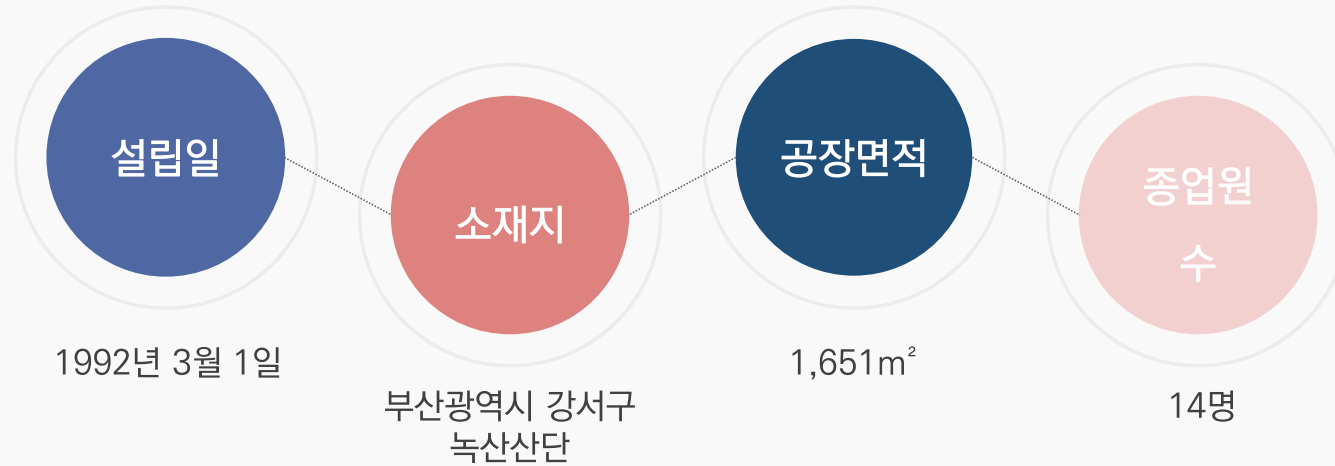 설립일
1992년 3월 1일
소재지
부산광역시 강서구
녹산산단
공장면적
1,651m²
종업원
수
14명